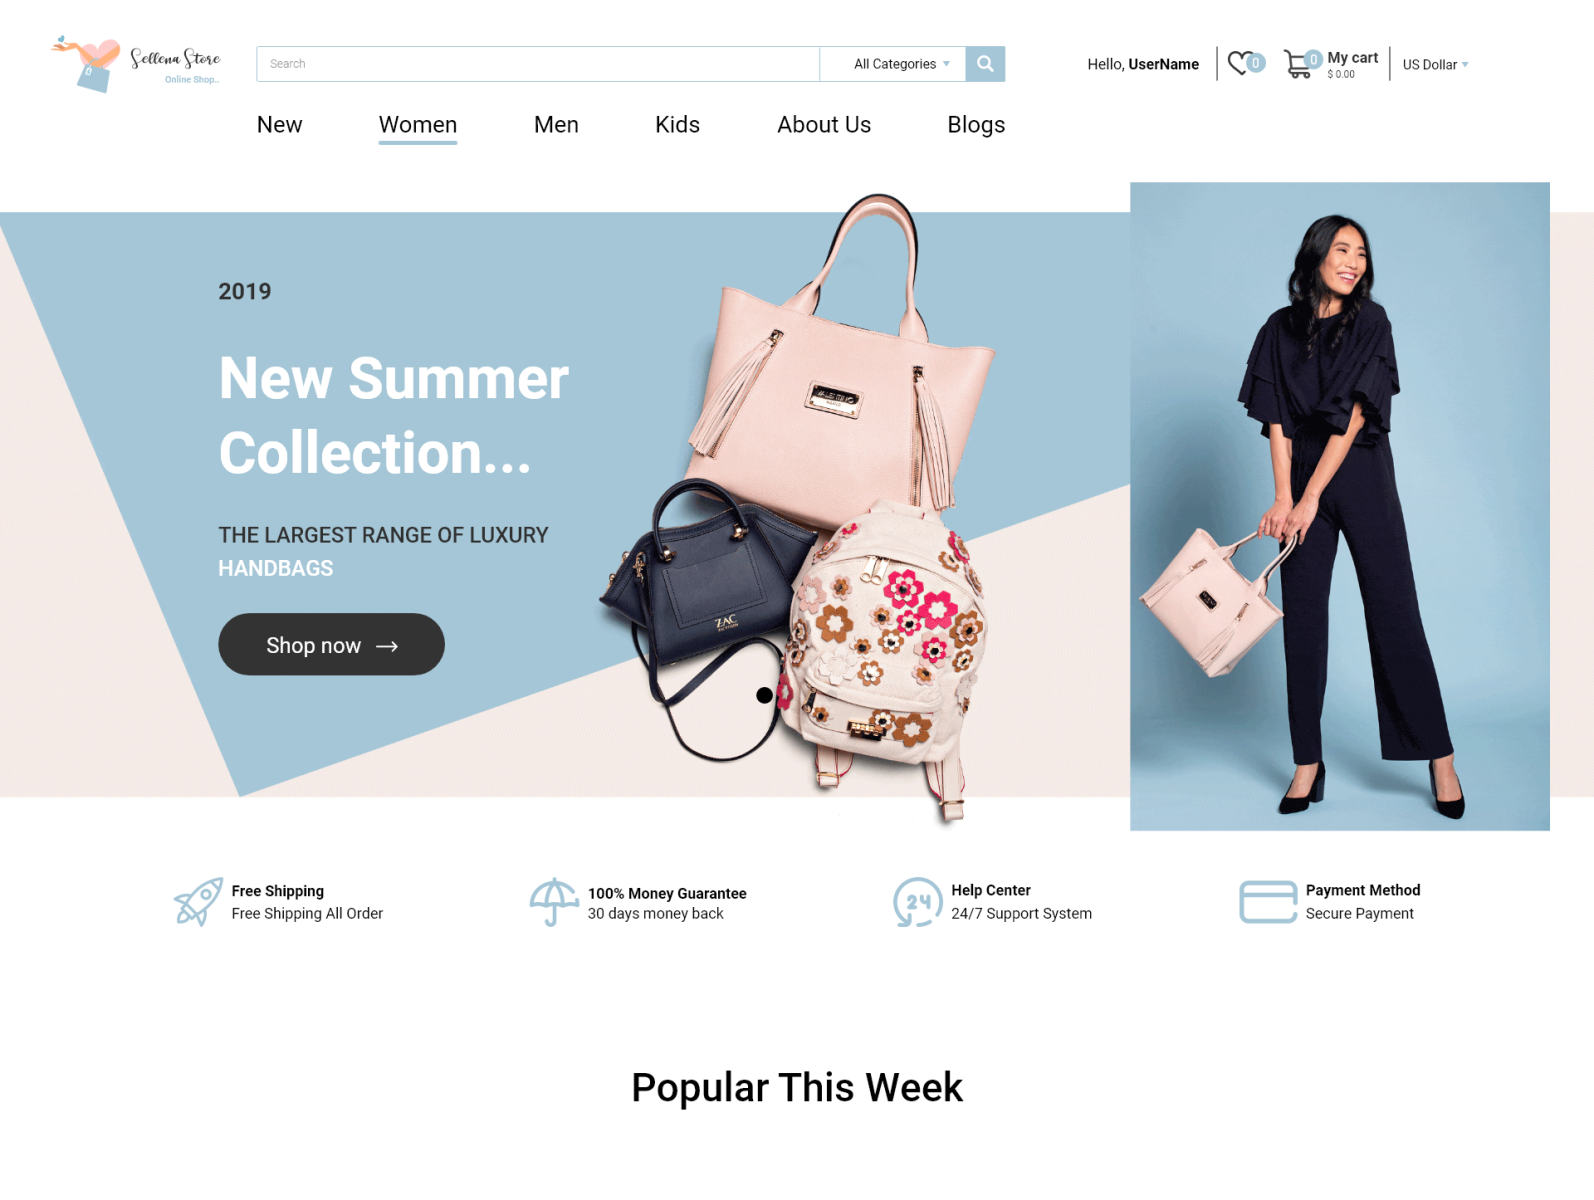 Sellena Store
Online Shop..
Search
All Categories
Hello, UserName
0
0
My cart
$ 0.00
US Dollar
New
Women
Men
Kids
About Us
Blogs
2019
New Summer
Collection...
THE LARGEST RANGE OF LUXURY
HANDBAGS
Shop now
VALENTINO
ZAC
Free Shipping
Free Shipping All Order
100% Money Guarantee
30 days money back
24
Help Center
24/7 Support System
Payment Method
Secure Payment
Popular This Week